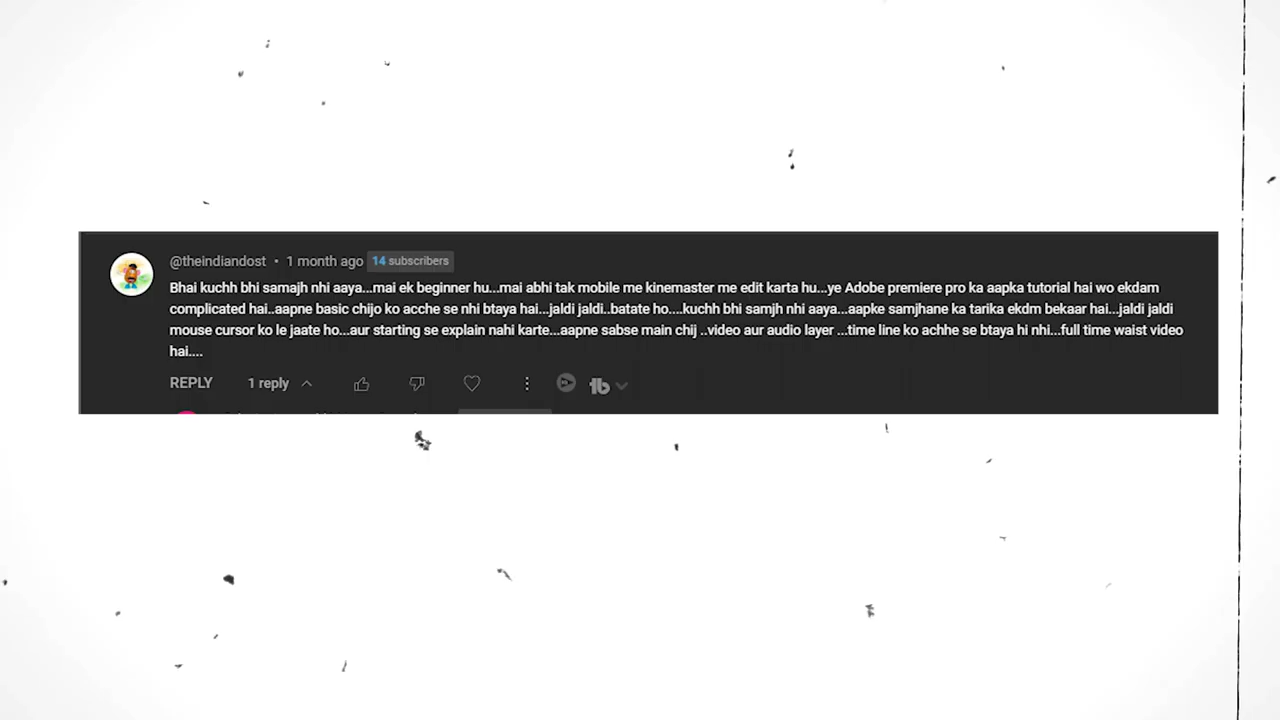 @theindiandost • 1 month ago 14 subscribers
Bhai kuchh bhi samajh nhi aaya...mai ek beginner hu...mai abhi tak mobile me kinemaster me edit karta hu...ye Adobe premiere pro ka aapka tutorial hai wo ekdam
complicated hai..aapne basic chijo ko acche se nhi btaya hai...jaldi jaldi..batate ho....kuchh bhi samjh nhi aaya...aapke samjhane ka tarika ekdm bekaar hai...jaldi jaldi
mouse cursor ko le jaate ho...aur starting se explain nahi karte...aapne sabse main chij ..video aur audio layer ...time line ko achhe se btaya hi nhi...full time waist video
hai....
REPLY 1 reply